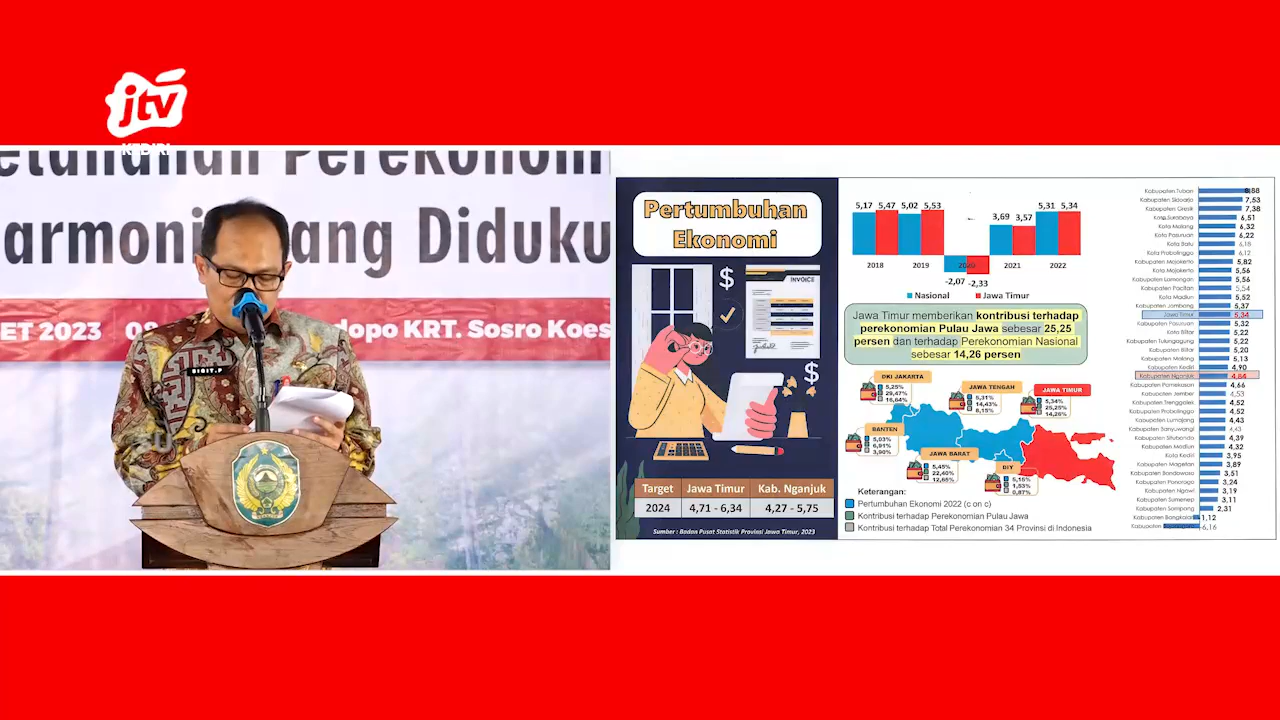 jtv
KEDIRI
Perekonom
armoni ang Diduku
ET 2023
dopo KRT. Sosro Koes
SIGIT.P
Pertumbuhan
Ekonomi
INVOICE
Target Jawa Timur Kab. Nganjuk
2024 4,71 - 6,34 4,27 - 5,75
Sumber : Badan Pusat Statistik Provinsi Jawa Timur, 2023
5,17 5,47 5,02 5,53 3,69 3,57 5,31 5,34
2018 2019 2020 2021 2022
-2,07 -2,33
Nasional Jawa Timur
Jawa Timur memberikan kontribusi terhadap
perekonomian Pulau Jawa sebesar 25,25
persen dan terhadap Perekonomian Nasional
sebesar 14,26 persen
DKI JAKARTA
5,25%
29,47%
16,64%
JAWA TENGAH
5,31%
14,43%
8,15%
JAWA TIMUR
5,34%
25,25%
14,26%
BANTEN
5,03%
6,91%
3,90%
JAWA BARAT
5,45%
22,40%
12,65%
DIY
5,15%
1,53%
0,87%
Keterangan:
Pertumbuhan Ekonomi 2022 (c on c)
Kontribusi terhadap Perekonomian Pulau Jawa
Kontribusi terhadap Total Perekonomian 34 Provinsi di Indonesia
Kabupaten Tuban 8,88
Kabupaten Sidoarjo 7,53
Kabupaten Gresik 7,38
Kota Surabaya 6,51
Kota Malang 6,32
Kota Pasuruan 6,22
Kota Batu 6,18
Kota Probolinggo 6,12
Kabupaten Mojokerto 5,82
Kota Mojokerto 5,56
Kabupaten Lamongan 5,56
Kabupaten Pacitan 5,54
Kota Madiun 5,52
Kabupaten Jombang 5,37
Jawa Timur 5,34
Kabupaten Pasuruan 5,32
Kota Blitar 5,22
Kabupaten Tulungagung 5,22
Kabupaten Blitar 5,20
Kabupaten Malang 5,13
Kabupaten Kediri 4,90
Kabupaten Nganjuk 4,84
Kabupaten Pamekasan 4,66
Kabupaten Jember 4,53
Kabupaten Trenggalek 4,52
Kabupaten Probolinggo 4,52
Kabupaten Lumajang 4,43
Kabupaten Banyuwangi 4,43
Kabupaten Situbondo 4,39
Kabupaten Madiun 4,32
Kota Kediri 3,95
Kabupaten Magetan 3,89
Kabupaten Bondowoso 3,51
Kabupaten Ponorogo 3,24
Kabupaten Ngawi 3,19
Kabupaten Sumenep 3,11
Kabupaten Sampang 2,31
Kabupaten Bangkalan -1,12
Kabupaten -6,16